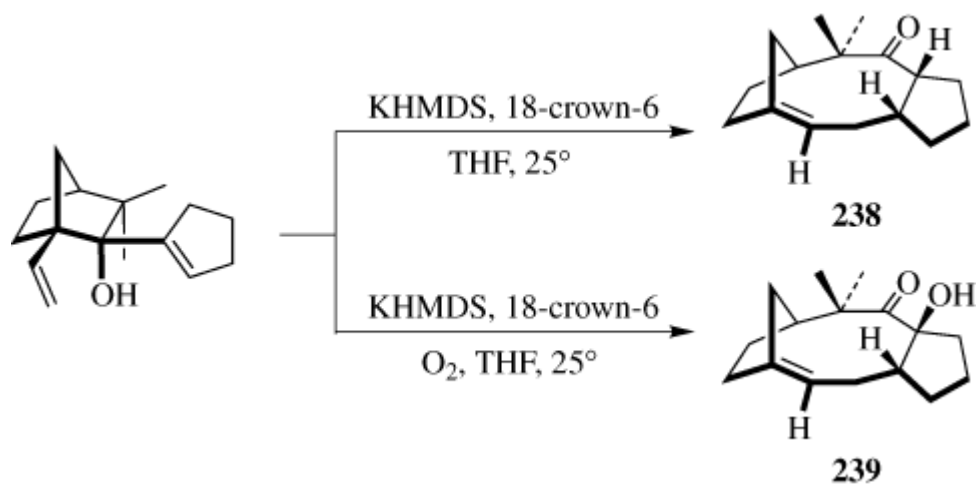 O
H
H
KHMDS, 18-crown-6
THF, 25°
H
238
OH
O
OH
KHMDS, 18-crown-6
H
O₂, THF, 25°
H
239